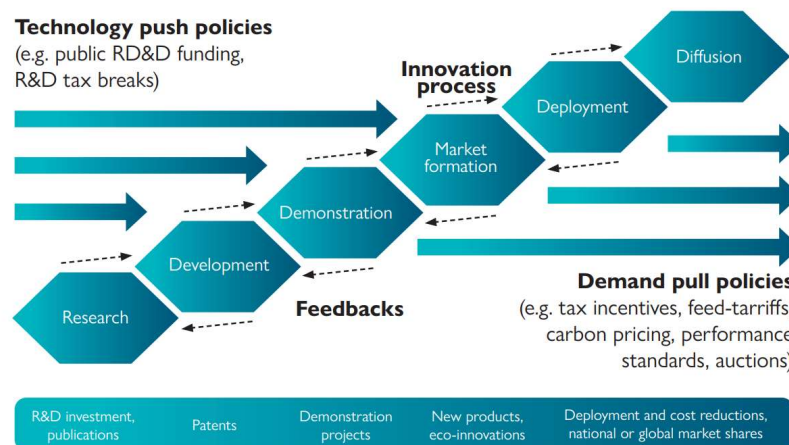 Technology push policies
(e.g. public RD&D funding,
R&D tax breaks)
Innovation
process
Diffusion
Deployment
Market
formation
Demonstration
Development
Research
Feedbacks
Demand pull policies
(e.g. tax incentives, feed-tarriffs
carbon pricing, performance
standards, auctions)
R&D investment,
publications
Patents
Demonstration
projects
New products,
eco-innovations
Deployment and cost reductions,
national or global market shares